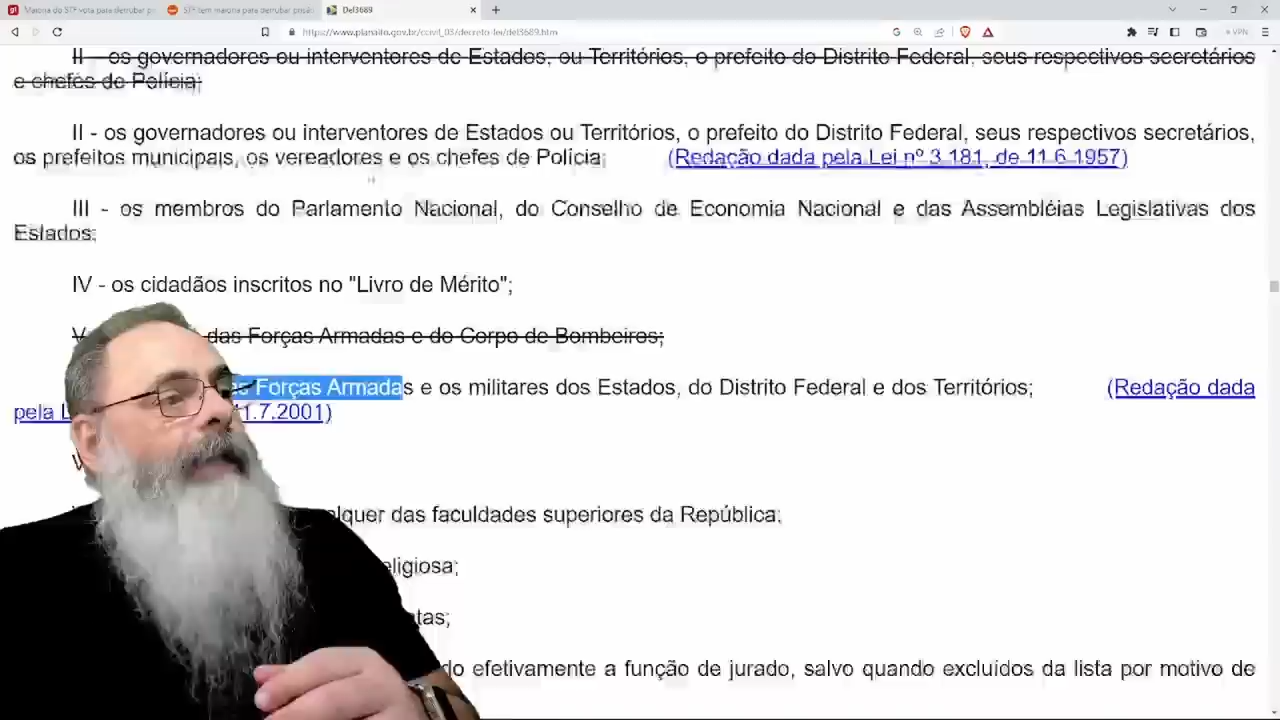 Maioria do STF vota para derrubar pr
STF tem maioria para derrubar prisã
Del3689
https://www.planalto.gov.br/ccivil_03/decreto-lei/del3689.htm
VPN
II - os governadores ou interventores de Estados, ou Territórios, o prefeito do Distrito Federal, seus respectivos secretários
e chefes de Polícia;
II - os governadores ou interventores de Estados ou Territórios, o prefeito do Distrito Federal, seus respectivos secretários,
os prefeitos municipais, os vereadores e os chefes de Polícia; (Redação dada pela Lei nº 3.181, de 11.6.1957)
III - os membros do Parlamento Nacional, do Conselho de Economia Nacional e das Assembléias Legislativas dos
Estados;
IV - os cidadãos inscritos no "Livro de Mérito";
das Forças Armadas e do Corpo de Bombeiros;
Forças Armadas e os militares dos Estados, do Distrito Federal e dos Territórios; (Redação dada
pela 1.7.2001)
das faculdades superiores da República;
efetivamente a função de jurado, salvo quando excluídos da lista por motivo de